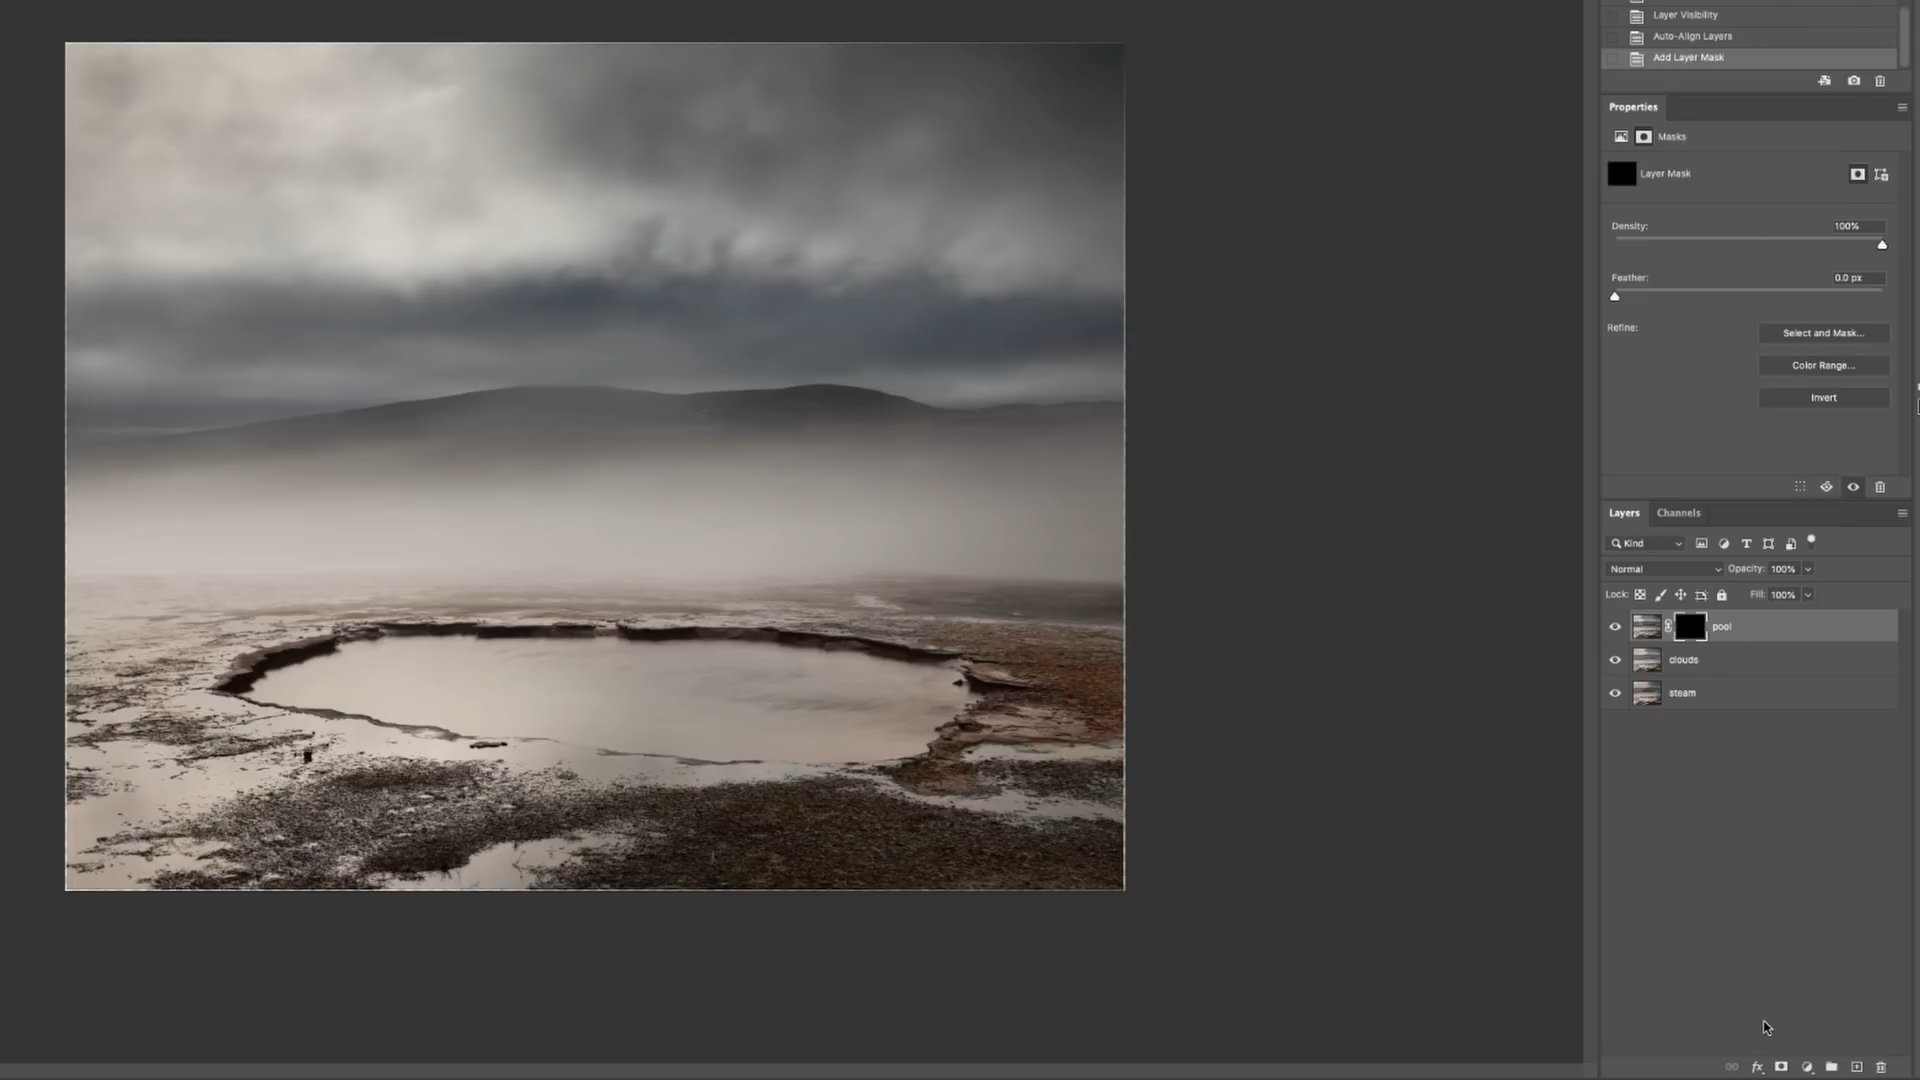 Layer Visibility
Auto-Align Layers
Add Layer Mask
Properties
Masks
Layer Mask
Density: 100%
Feather: 0.0 px
Refine:
Select and Mask...
Color Range...
Invert
Layers Channels
Kind
Normal Opacity: 100%
Lock: Fill: 100%
pool
clouds
steam
fx